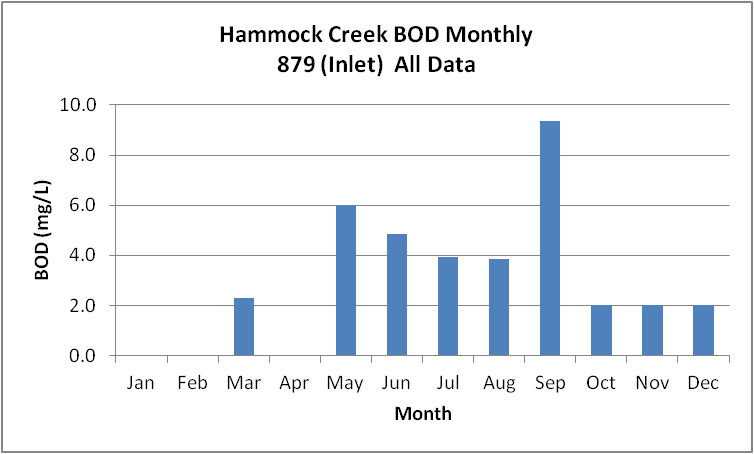 Hammock Creek BOD Monthly
879 (Inlet)  All Data
10.0
8.0
6.0
4.0
2.0
0.0
BOD (mg/L)
Jan Feb Mar Apr May Jun Jul Aug Sep Oct Nov Dec
Month